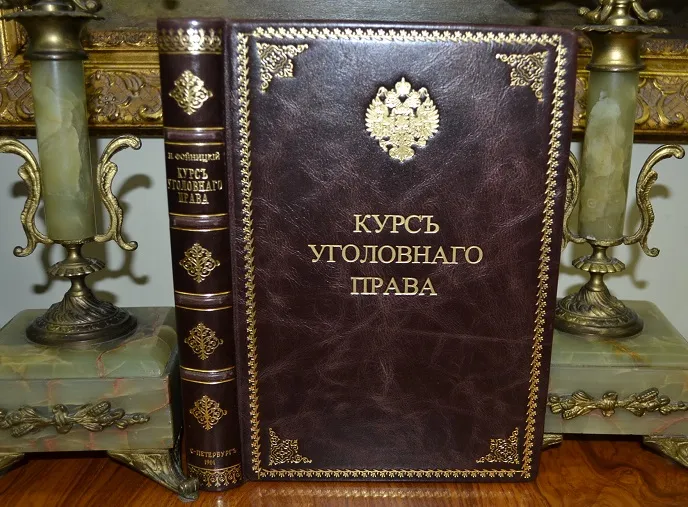 И. ФОЙНИЦКІЙ
КУРСЪ
УГОЛОВНАГО
ПРАВА
С-ПЕТЕРБУРГЪ
КУРСЪ
УГОЛОВНАГО
ПРАВА